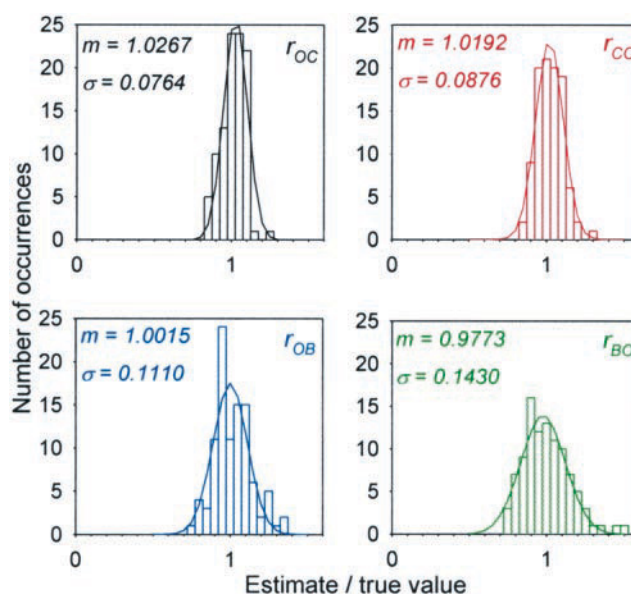 25
20
15
10
5
0
m = 1.0267
σ = 0.0764
r_OC
0
1
25
20
15
10
5
0
m = 1.0192
σ = 0.0876
r_CC
0
1
Number of occurrences
25
20
15
10
5
0
m = 1.0015
σ = 0.1110
r_OB
0
1
25
20
15
10
5
0
m = 0.9773
σ = 0.1430
0
1
Estimate / true value